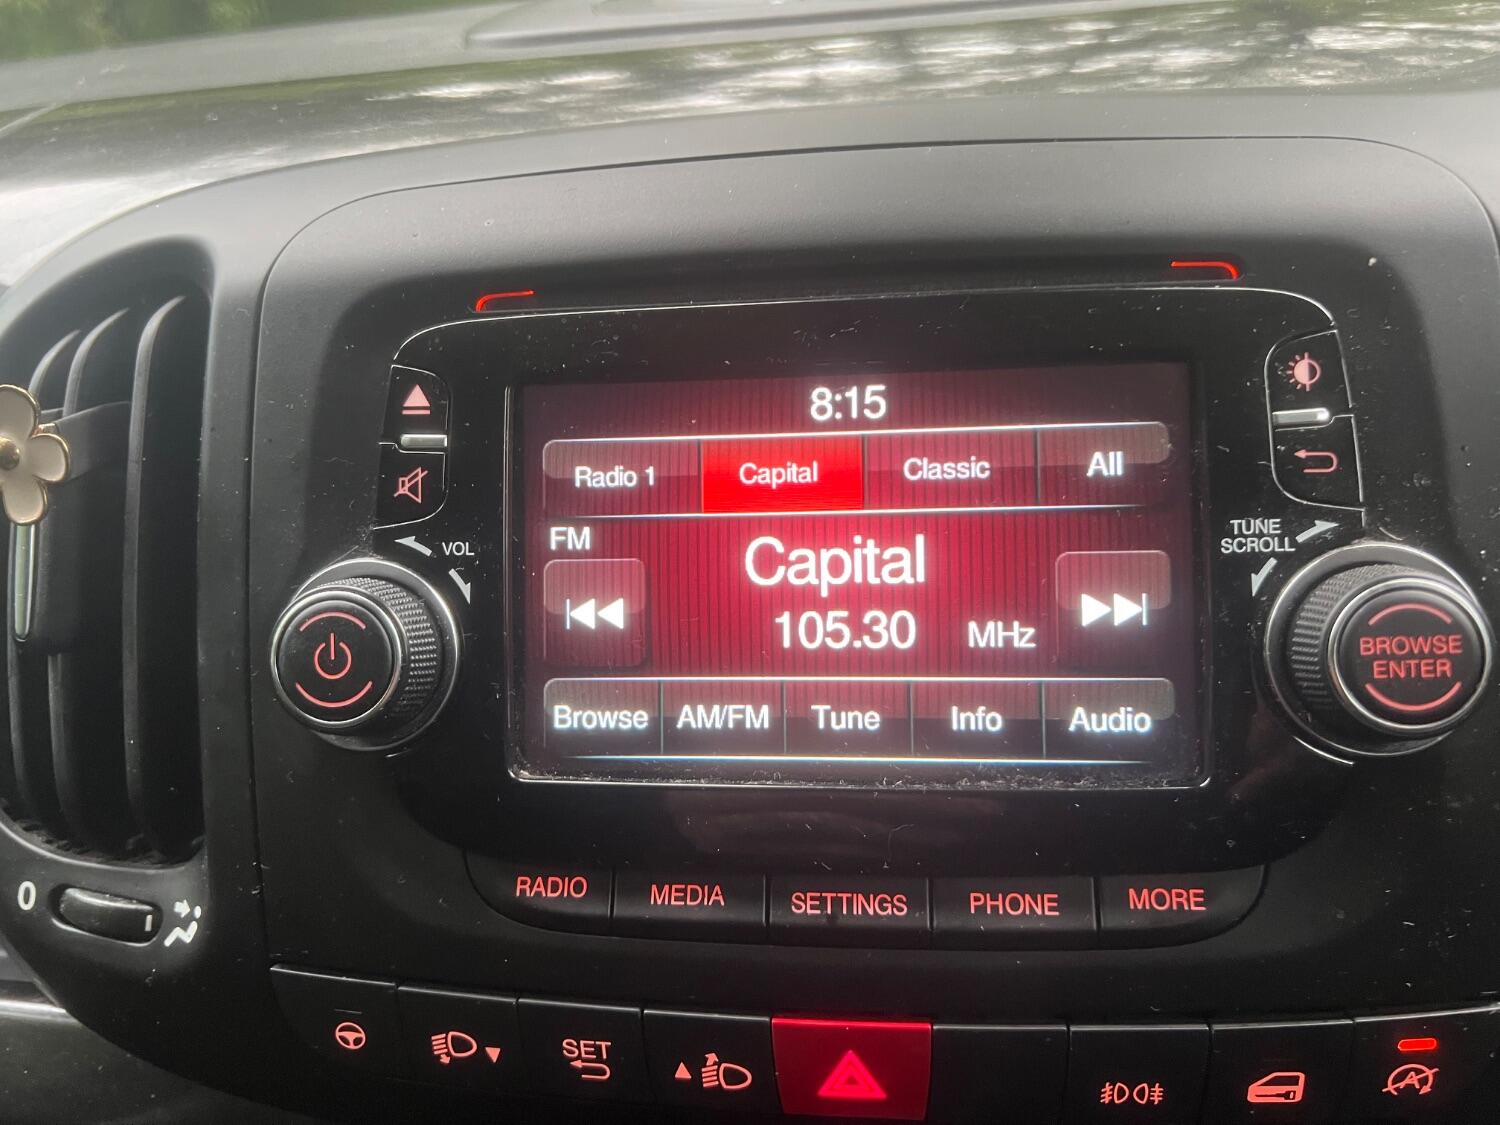 8:15
Radio 1 Capital Classic All
FM
Capital
105.30 MHz
Browse AM/FM Tune Info Audio
VOL
TUNE
SCROLL
BROWSE
ENTER
RADIO MEDIA SETTINGS PHONE MORE
0
SET
A